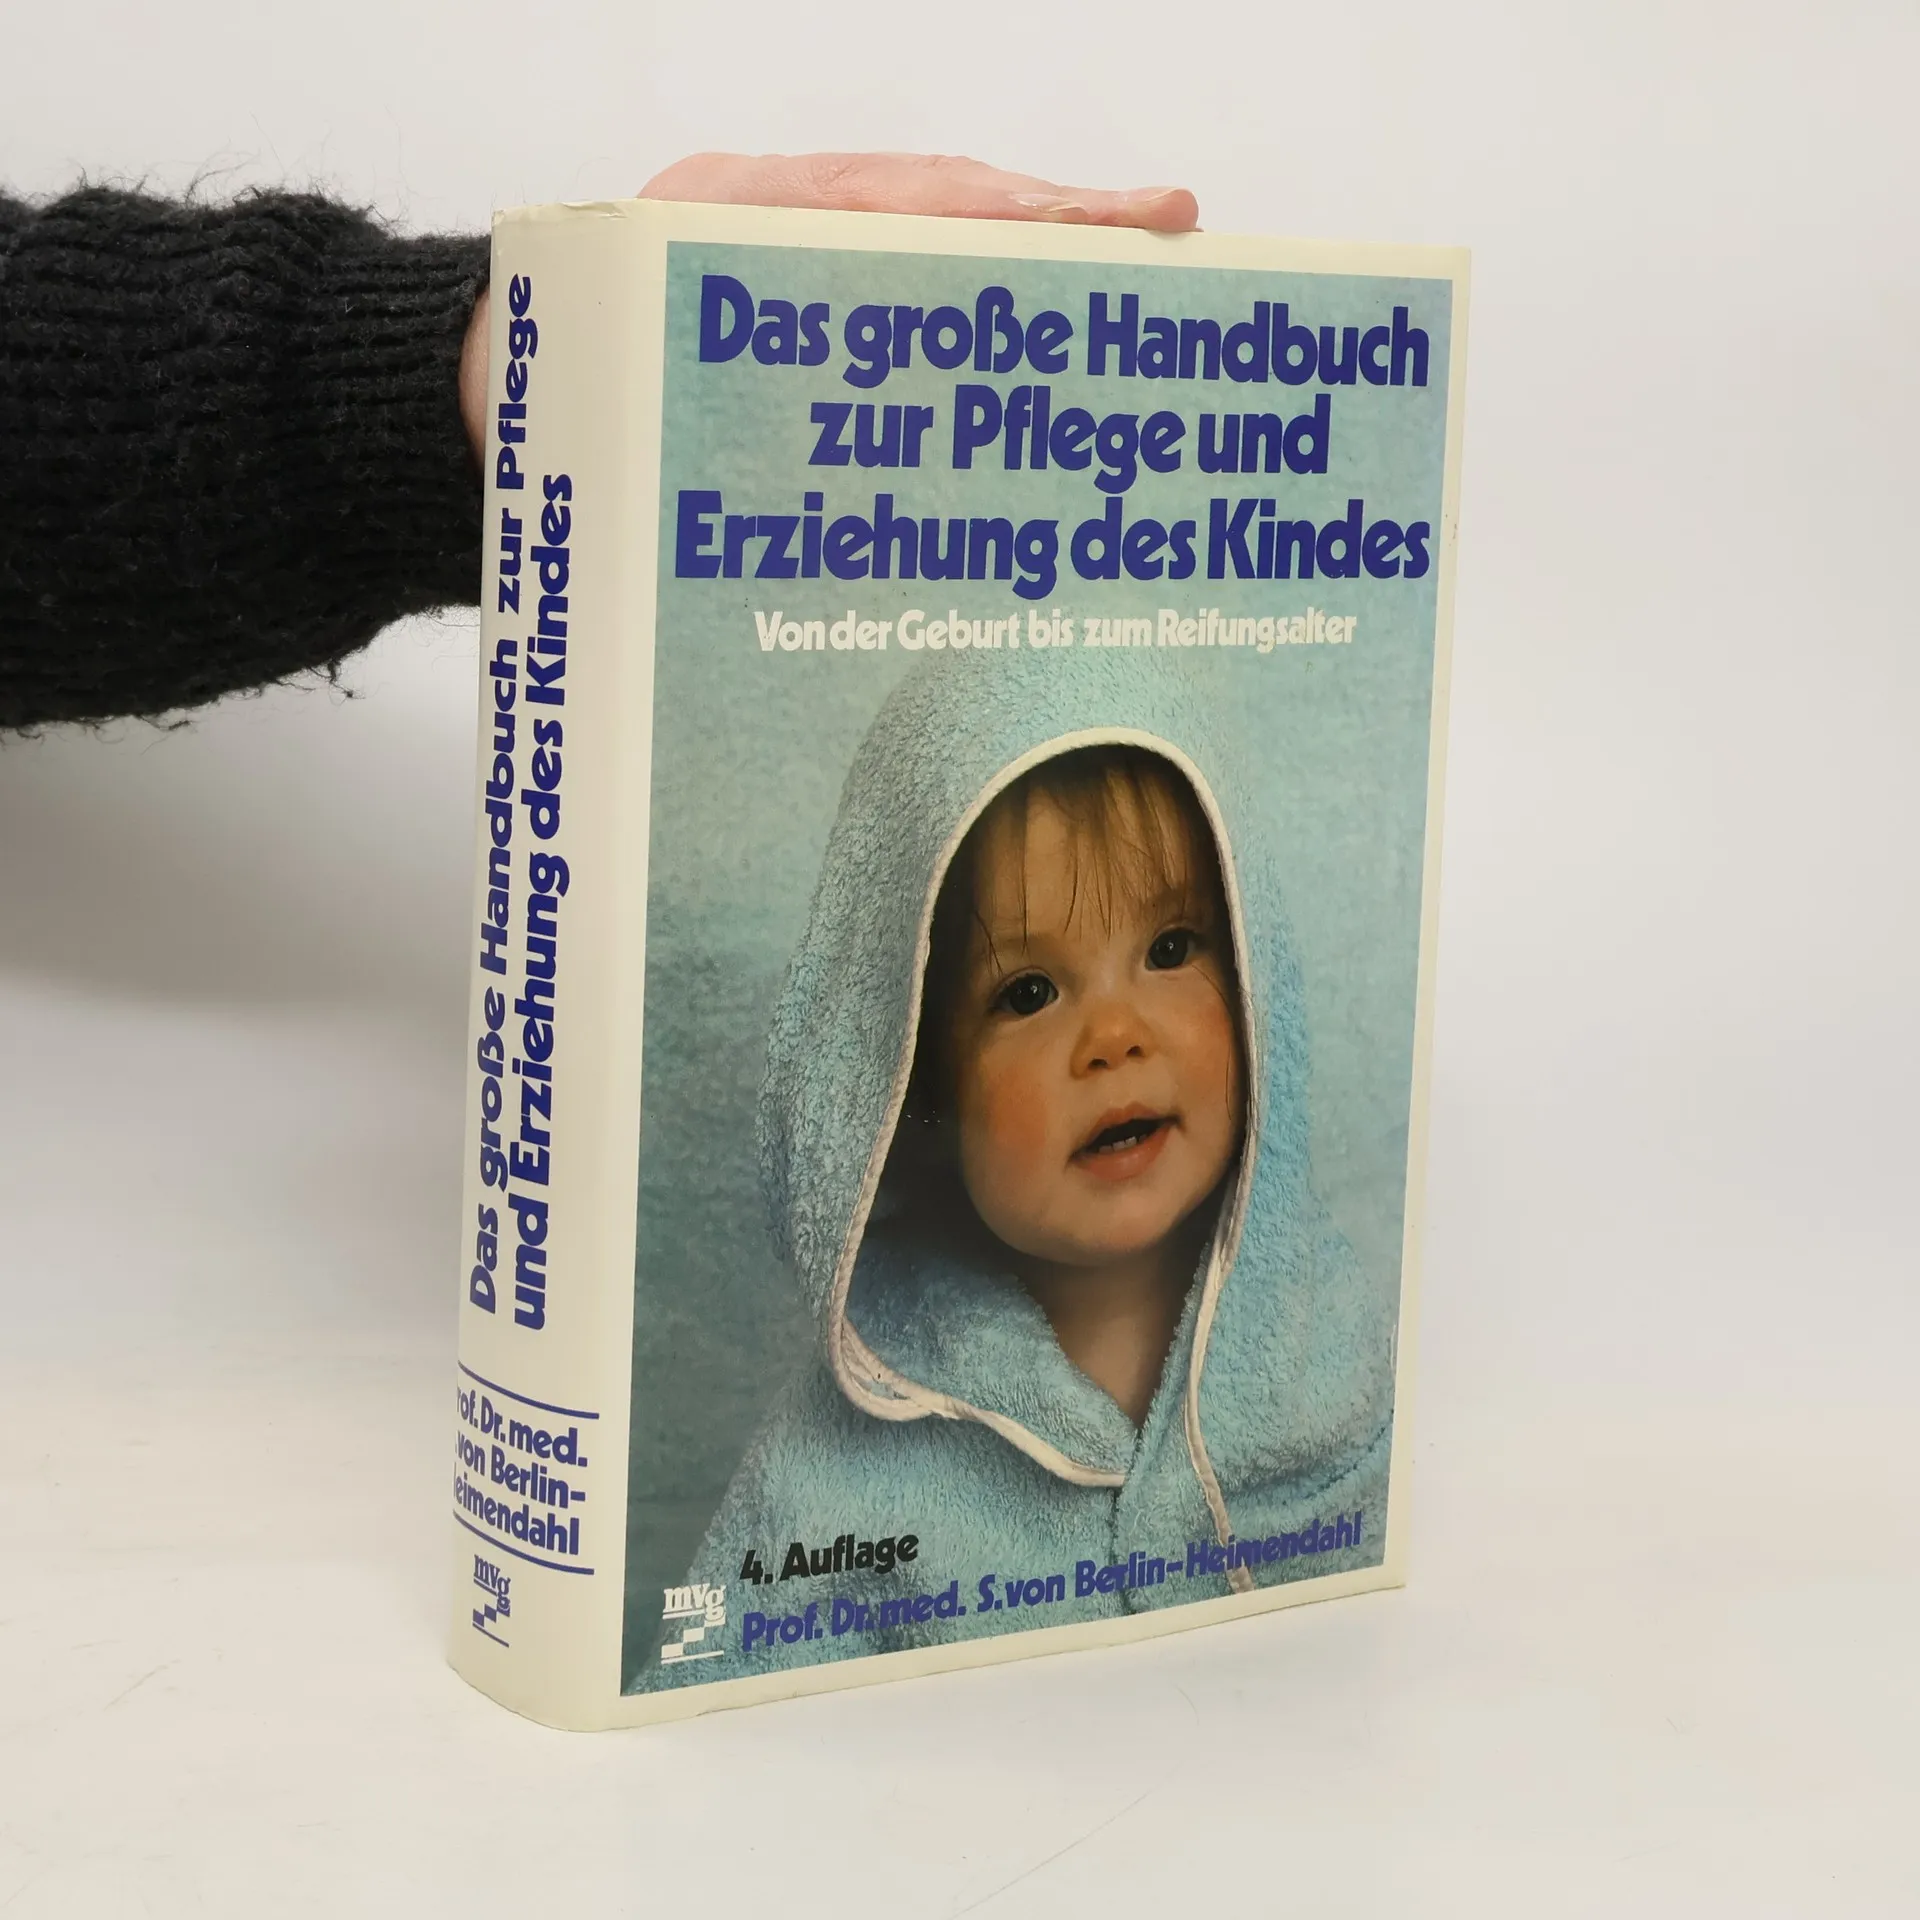 Das große Handbuch zur Pflege
und Erziehung des Kindes
rof. Dr. med.
von Berlin-
eimendahl
mvg
Das große Handbuch
zur Pflege und
Erziehung des Kindes
Von der Geburt bis zum Reifungsalter
4. Auflage
mvg
Prof. Dr. med. S. von Berlin-Heimendahl